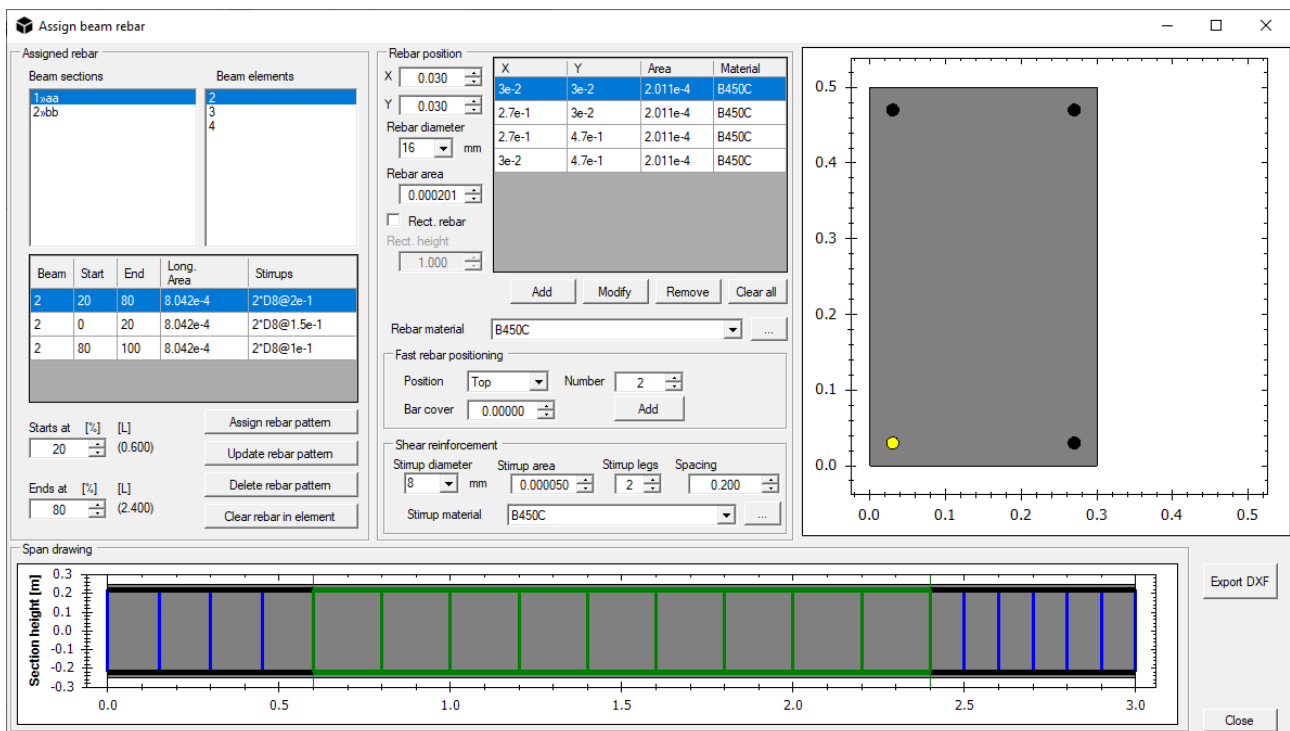 Assign beam rebar
Assigned rebar
Beam sections
Beam elements
1»aa
2»bb
2
3
4
Beam Start End Long. Area Stirrups
2 20 80 8.042e-4 2*D8@2e-1
2 0 20 8.042e-4 2*D8@1.5e-1
2 80 100 8.042e-4 2*D8@1e-1
Starts at [%] [L]
20 (0.600)
Ends at [%] [L]
80 (2.400)
Assign rebar pattern
Update rebar pattern
Delete rebar pattern
Clear rebar in element
Rebar position
X 0.030
Y 0.030
Rebar diameter
16 mm
Rebar area
0.000201
Rect. rebar
Rect. height
1.000
X Y Area Material
3e-2 3e-2 2.011e-4 B450C
2.7e-1 3e-2 2.011e-4 B450C
2.7e-1 4.7e-1 2.011e-4 B450C
3e-2 4.7e-1 2.011e-4 B450C
Add Modify Remove Clear all
Rebar material B450C ...
Fast rebar positioning
Position Top Number 2
Bar cover 0.00000 Add
Shear reinforcement
Stirrup diameter Stirrup area Stirrup legs Spacing
8 mm 0.000050 2 0.200
Stirrup material B450C ...
0.5
0.4
0.3
0.2
0.1
0.0
0.0 0.1 0.2 0.3 0.4 0.5
Span drawing
Section height [m]
0.3
0.2
0.1
0.0
-0.1
-0.2
-0.3
0.0 0.5 1.0 1.5 2.0 2.5 3.0
Export DXF
Close